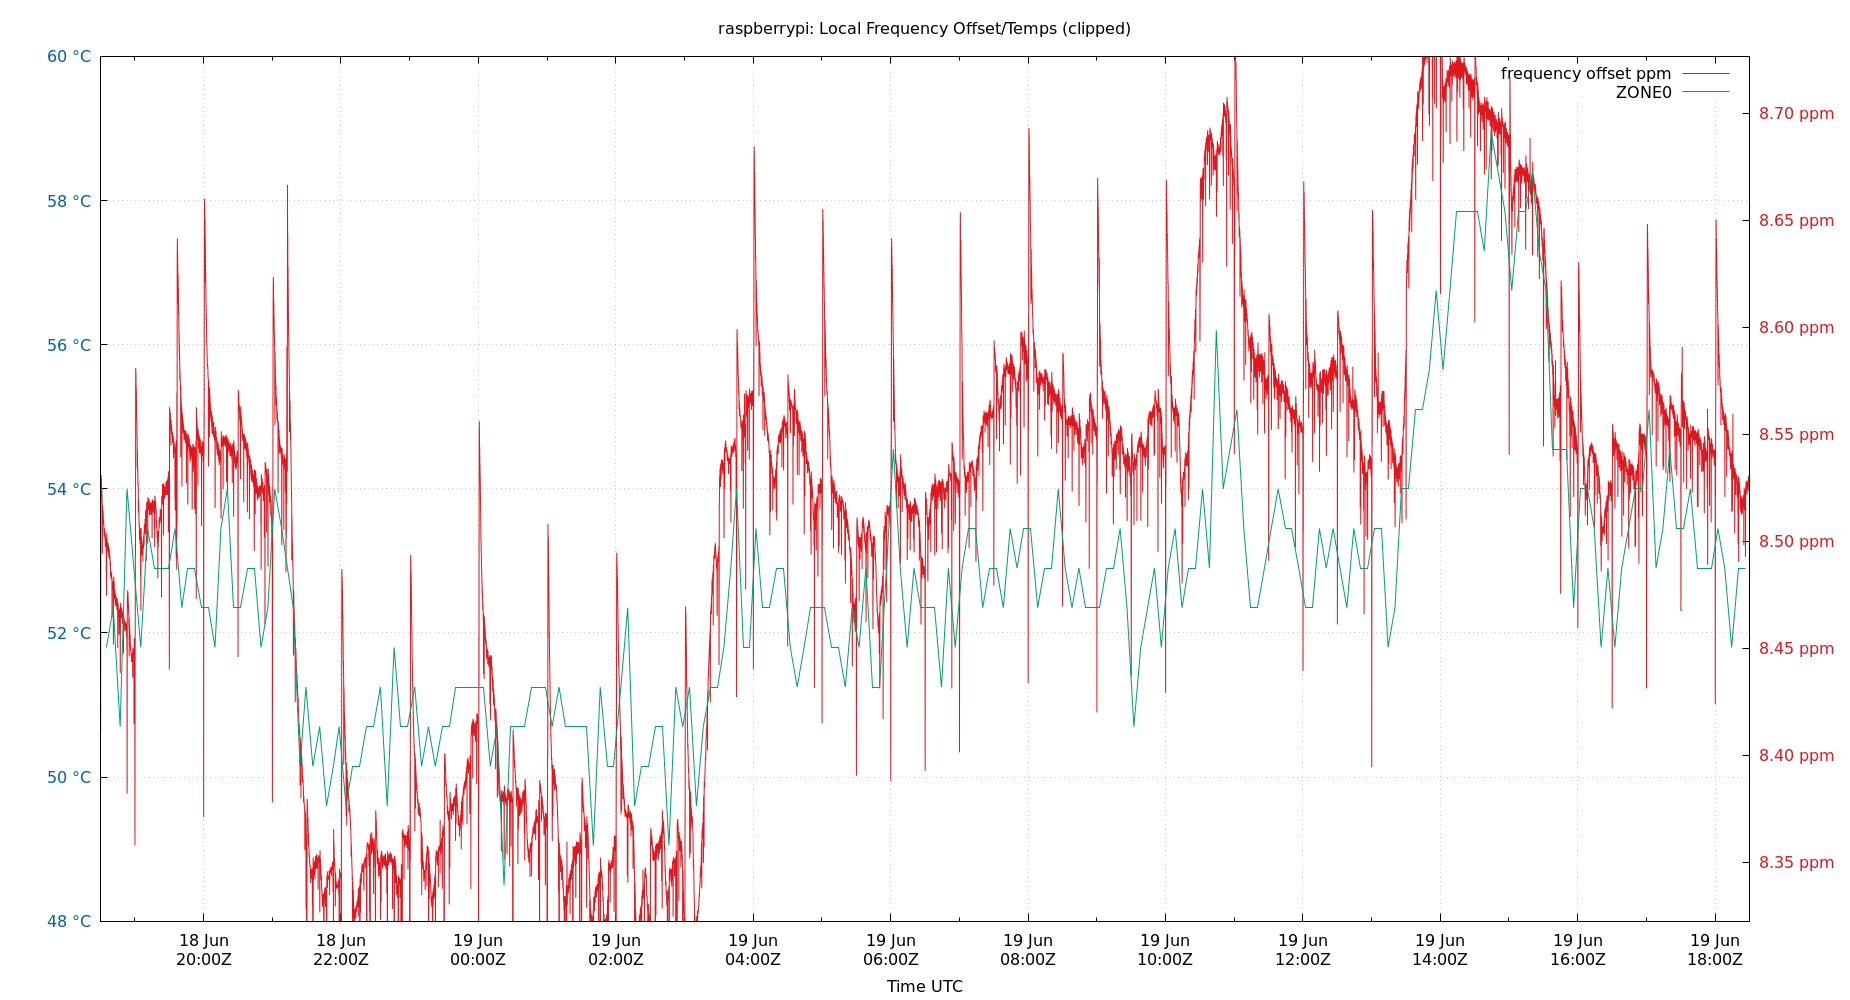 raspberrypi: Local Frequency Offset/Temps (clipped)
frequency offset ppm
ZONE0
60 °C
58 °C
56 °C
54 °C
52 °C
50 °C
48 °C
8.70 ppm
8.65 ppm
8.60 ppm
8.55 ppm
8.50 ppm
8.45 ppm
8.40 ppm
8.35 ppm
18 Jun
20:00Z
18 Jun
22:00Z
19 Jun
00:00Z
19 Jun
02:00Z
19 Jun
04:00Z
19 Jun
06:00Z
19 Jun
08:00Z
19 Jun
10:00Z
19 Jun
12:00Z
19 Jun
14:00Z
19 Jun
16:00Z
19 Jun
18:00Z
Time UTC